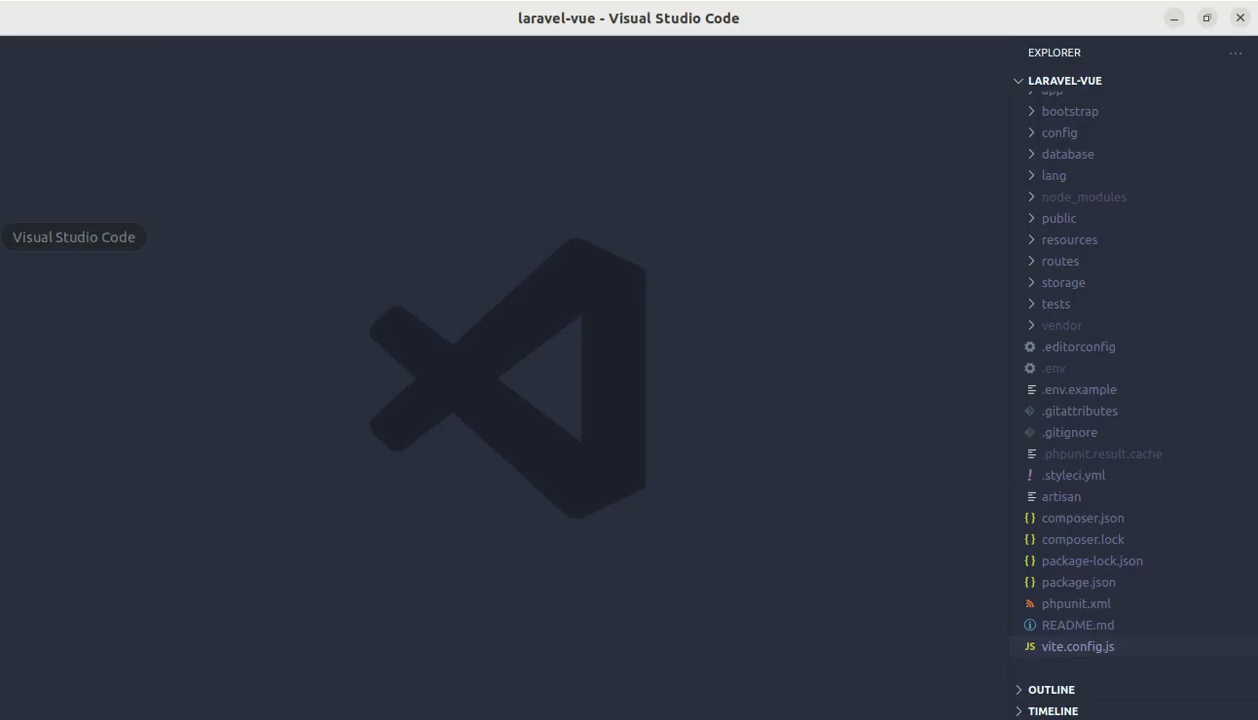 laravel-vue - Visual Studio Code
EXPLORER
LARAVEL-VUE
app
bootstrap
config
database
lang
node_modules
public
resources
routes
storage
tests
vendor
.editorconfig
.env
.env.example
.gitattributes
.gitignore
.phpunit.result.cache
.styleci.yml
artisan
composer.json
composer.lock
package-lock.json
package.json
phpunit.xml
README.md
JS vite.config.js
OUTLINE
TIMELINE
Visual Studio Code